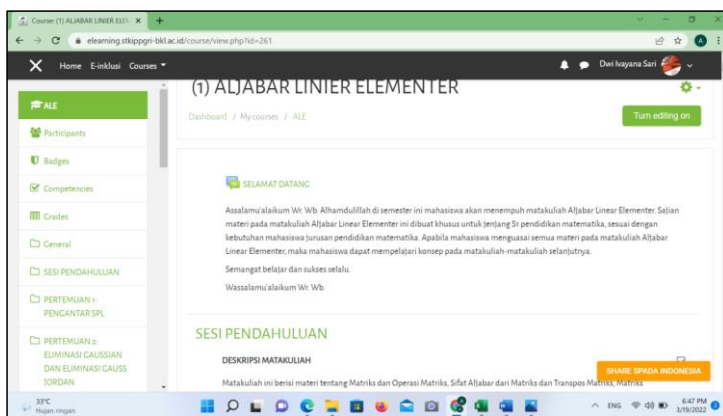 Course: (1) ALJABAR LINIER ELE
elearning.stkippgri-bkl.ac.id/course/view.php?id=261
Home E-inklusi Courses
Dwi Ivayana Sari
(1) ALJABAR LINIER ELEMENTER
Dashboard / My courses / ALE
Turn editing on
ALE
Participants
Badges
Competencies
Grades
General
SESI PENDAHULUAN
PERTEMUAN 1:
PENGANTAR SPL
PERTEMUAN 2:
ELIMINASI GAUSSIAN
DAN ELIMINASI GAUSS
JORDAN
SELAMAT DATANG
Assalamu'alaikum Wr. Wb. Alhamdulillah di semester ini mahasiswa akan menempuh matakuliah Aljabar Linear Elementer. Sajian
materi pada matakuliah Aljabar Linear Elementer ini dibuat khusus untuk jenjang S1 pendidikan matematika, sesuai dengan
kebutuhan mahasiswa jurusan pendidikan matematika. Apabila mahasiswa menguasai semua materi pada matakuliah Aljabar
Linear Elementer, maka mahasiswa dapat mempelajari konsep pada matakuliah-matakuliah selanjutnya.
Semangat belajar dan sukses selalu.
Wassalamu'alaikum Wr. Wb.
SESI PENDAHULUAN
DESKRIPSI MATAKULIAH
SHARE SPADA INDONESIA
Matakuliah ini berisi materi tentang Matriks dan Operasi Matriks, Sifat Aljabar dari Matriks dan Transpos Matriks, Matriks
33°C
Hujan ringan
ENG
6:47 PM
3/19/2022